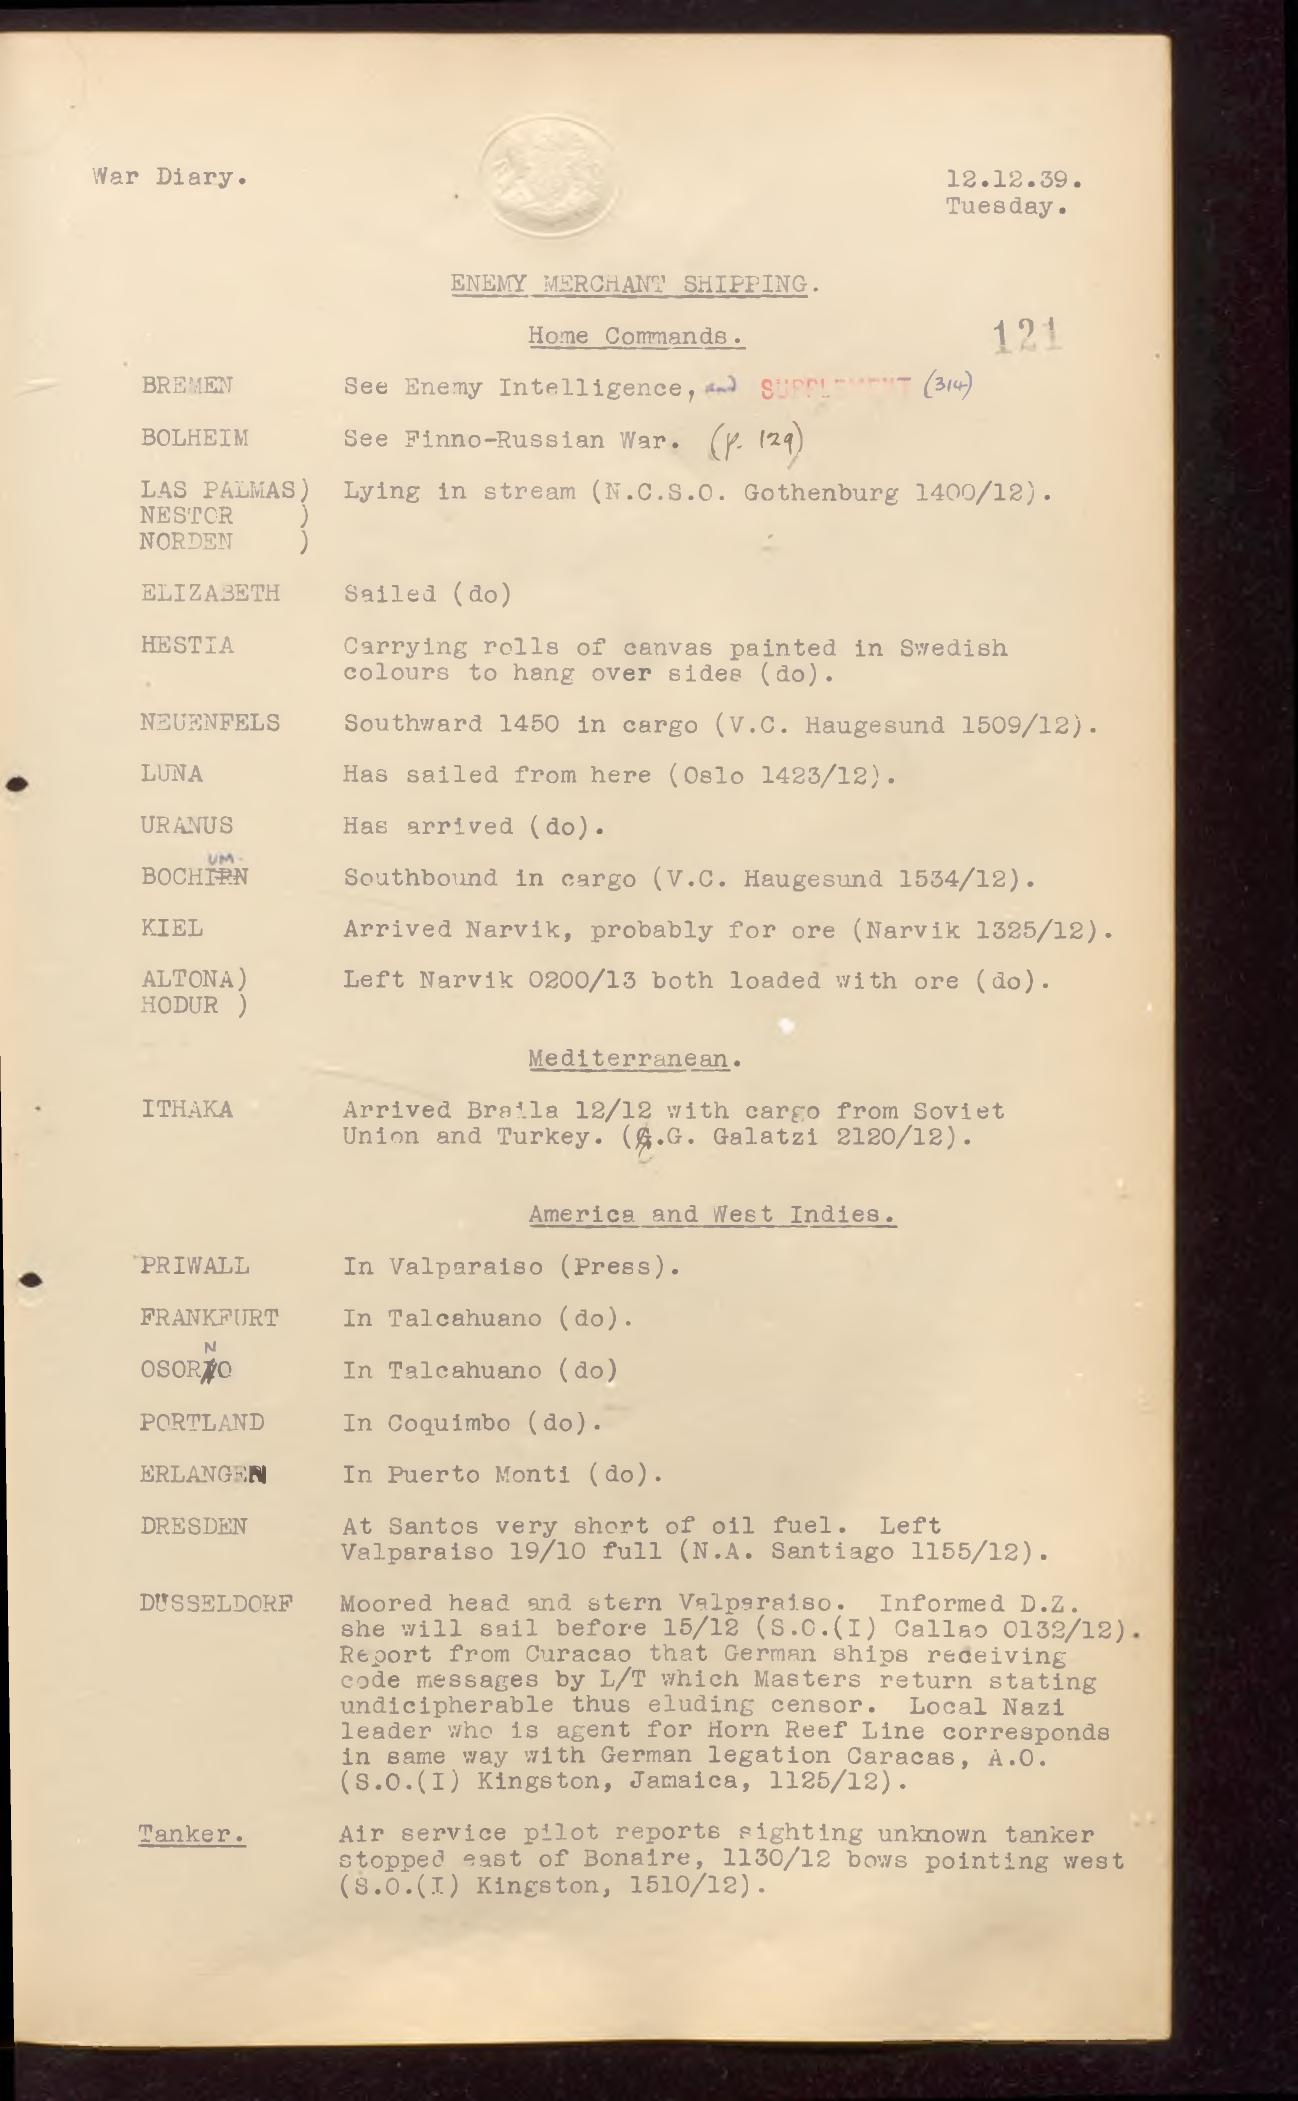 War Diary.
12.12.39.
Tuesday.
ENEMY MERCHANT SHIPPING.
Home Commands.
121
BREMEN See Enemy Intelligence, and SUPPLEMENT (314)
BOLHEIM See Finno-Russian War. (p. 129)
LAS PALMAS) Lying in stream (N.C.S.O. Gothenburg 1400/12).
NESTOR )
NORDEN )
ELIZABETH Sailed (do)
HESTIA Carrying rolls of canvas painted in Swedish
colours to hang over sides (do).
NEUENFELS Southward 1450 in cargo (V.C. Haugesund 1509/12).
LUNA Has sailed from here (Oslo 1423/12).
URANUS Has arrived (do).
UM
BOCHIRN Southbound in cargo (V.C. Haugesund 1534/12).
KIEL Arrived Narvik, probably for ore (Narvik 1325/12).
ALTONA) Left Narvik 0200/13 both loaded with ore (do).
HODUR )
Mediterranean.
ITHAKA Arrived Braila 12/12 with cargo from Soviet
Union and Turkey. (C.G. Galatzi 2120/12).
America and West Indies.
PRIWALL In Valparaiso (Press).
FRANKFURT In Talcahuano (do).
N
OSORNO In Talcahuano (do)
PORTLAND In Coquimbo (do).
ERLANGEN In Puerto Monti (do).
DRESDEN At Santos very short of oil fuel. Left
Valparaiso 19/10 full (N.A. Santiago 1155/12).
DUSSELDORF Moored head and stern Valparaiso. Informed D.Z.
she will sail before 15/12 (S.O.(I) Callao 0132/12).
Report from Curacao that German ships receiving
code messages by L/T which Masters return stating
undicipherable thus eluding censor. Local Nazi
leader who is agent for Horn Reef Line corresponds
in same way with German legation Caracas, A.O.
(S.O.(I) Kingston, Jamaica, 1125/12).
Tanker. Air service pilot reports sighting unknown tanker
stopped east of Bonaire, 1130/12 bows pointing west
(S.O.(I) Kingston, 1510/12).